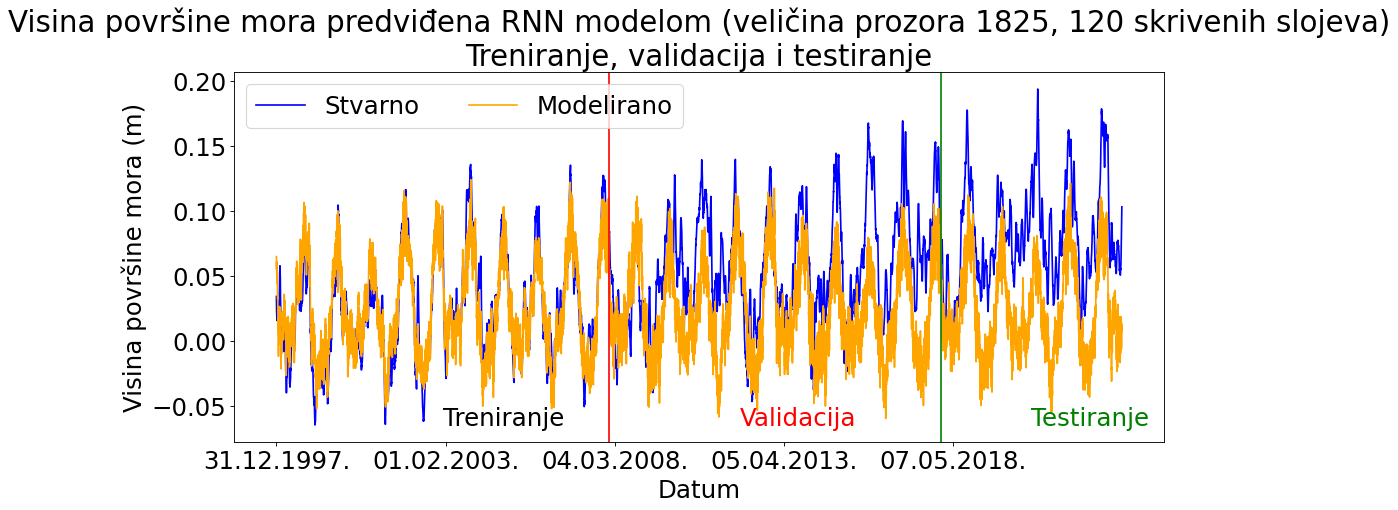 Visina površine mora predviđena RNN modelom (veličina prozora 1825, 120 skrivenih slojeva)
Treniranje, validacija i testiranje
Stvarno
Modelirano
Visina površine mora (m)
0.20
0.15
0.10
0.05
0.00
−0.05
Treniranje
Validacija
Testiranje
31.12.1997.
01.02.2003.
04.03.2008.
05.04.2013.
07.05.2018.
Datum